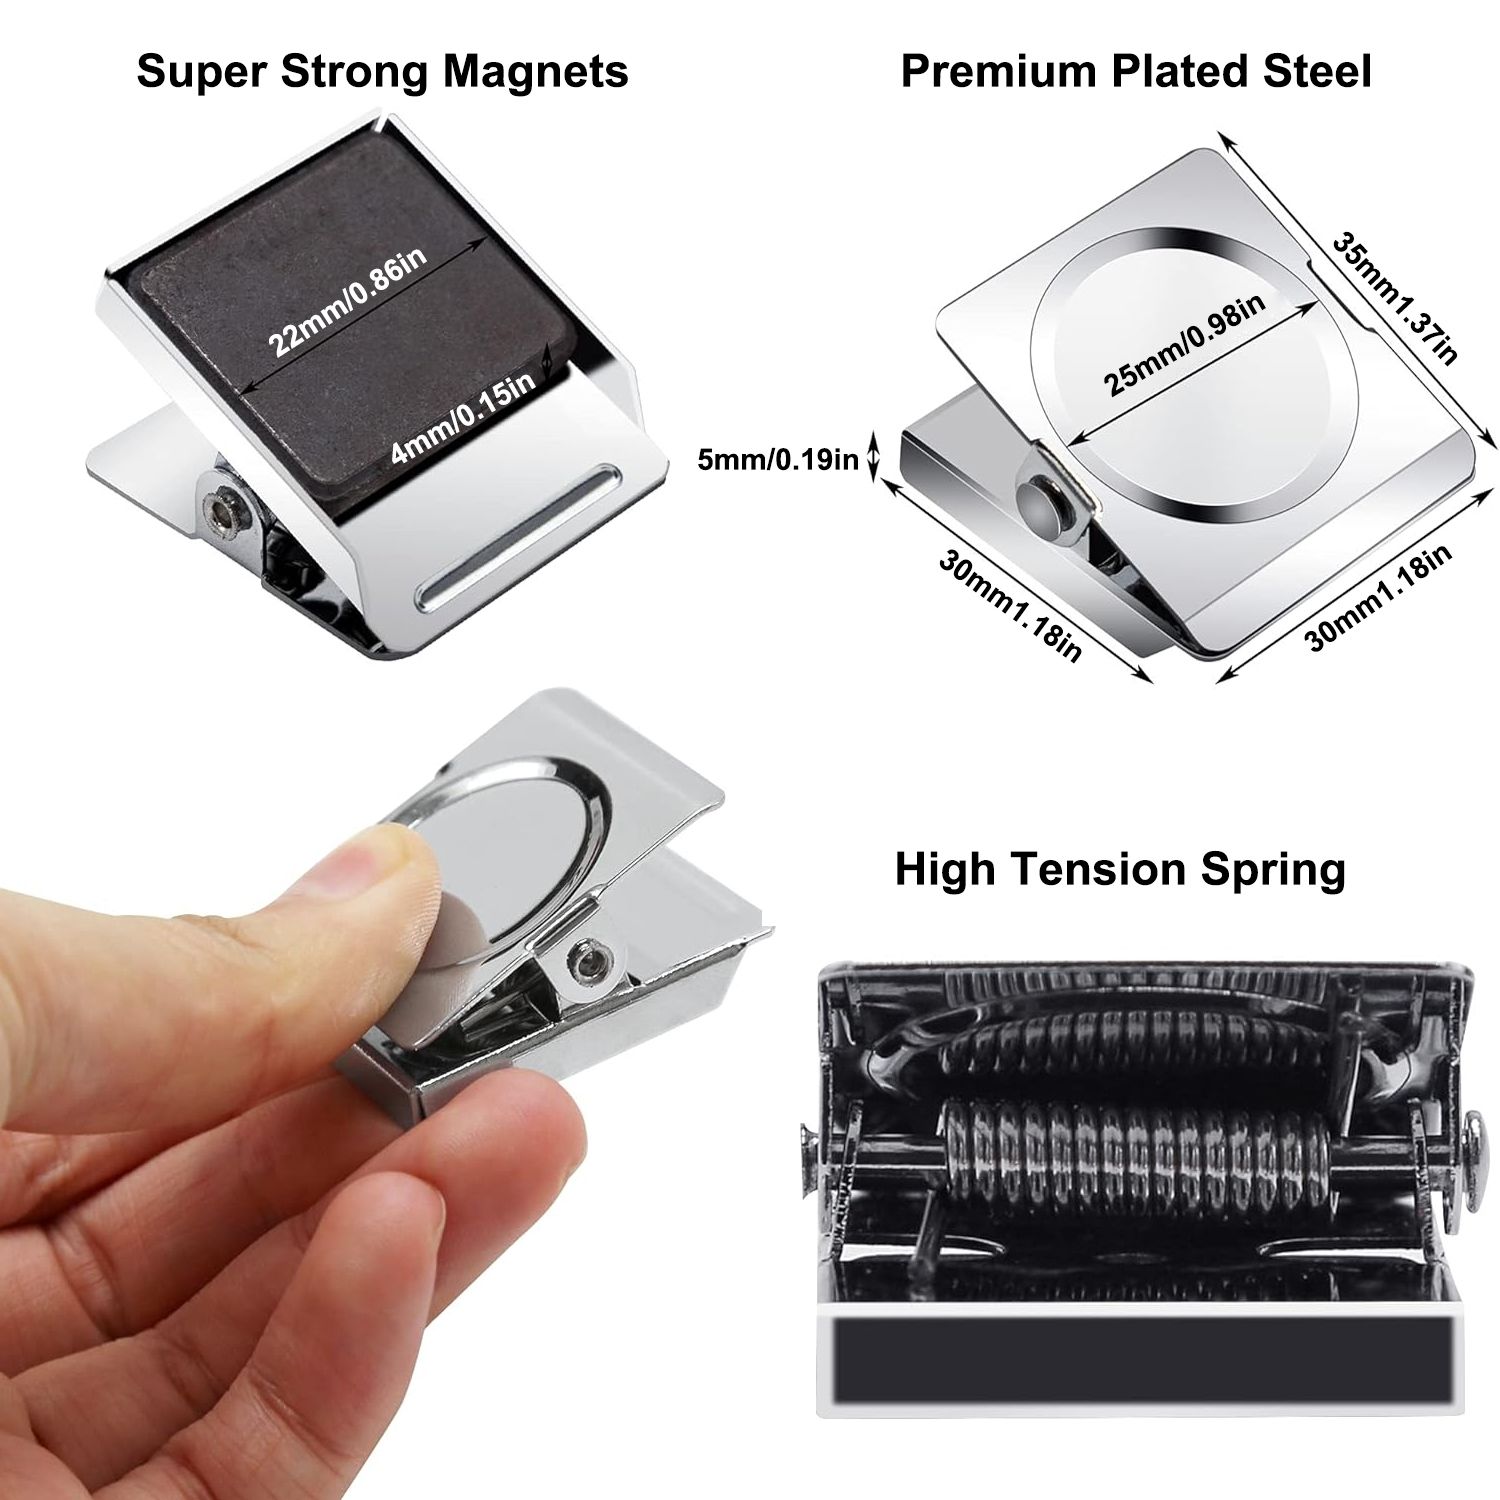 Super Strong Magnets
Premium Plated Steel
22mm/0.86in
4mm/0.15in
35mm1.37in
25mm/0.98in
5mm/0.19in
30mm1.18in
30mm1.18in
High Tension Spring